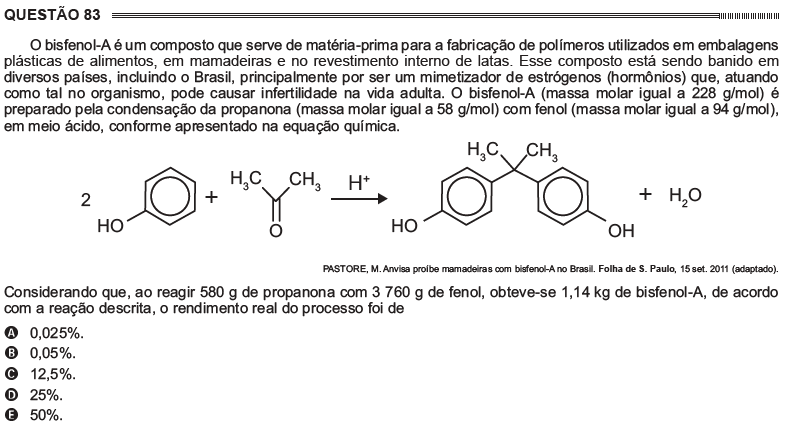 QUESTÃO 83
O bisfenol-A é um composto que serve de matéria-prima para a fabricação de polímeros utilizados em embalagens
plásticas de alimentos, em mamadeiras e no revestimento interno de latas. Esse composto está sendo banido em
diversos países, incluindo o Brasil, principalmente por ser um mimetizador de estrógenos (hormônios) que, atuando
como tal no organismo, pode causar infertilidade na vida adulta. O bisfenol-A (massa molar igual a 228 g/mol) é
preparado pela condensação da propanona (massa molar igual a 58 g/mol) com fenol (massa molar igual a 94 g/mol),
em meio ácido, conforme apresentado na equação química.
H₃C CH₃
H₃C CH₃ H⁺
2 + + H₂O
HO O HO OH
PASTORE, M. Anvisa proíbe mamadeiras com bisfenol-A no Brasil. Folha de S. Paulo, 15 set. 2011 (adaptado).
Considerando que, ao reagir 580 g de propanona com 3 760 g de fenol, obteve-se 1,14 kg de bisfenol-A, de acordo
com a reação descrita, o rendimento real do processo foi de
A 0,025%.
B 0,05%.
C 12,5%.
D 25%.
E 50%.